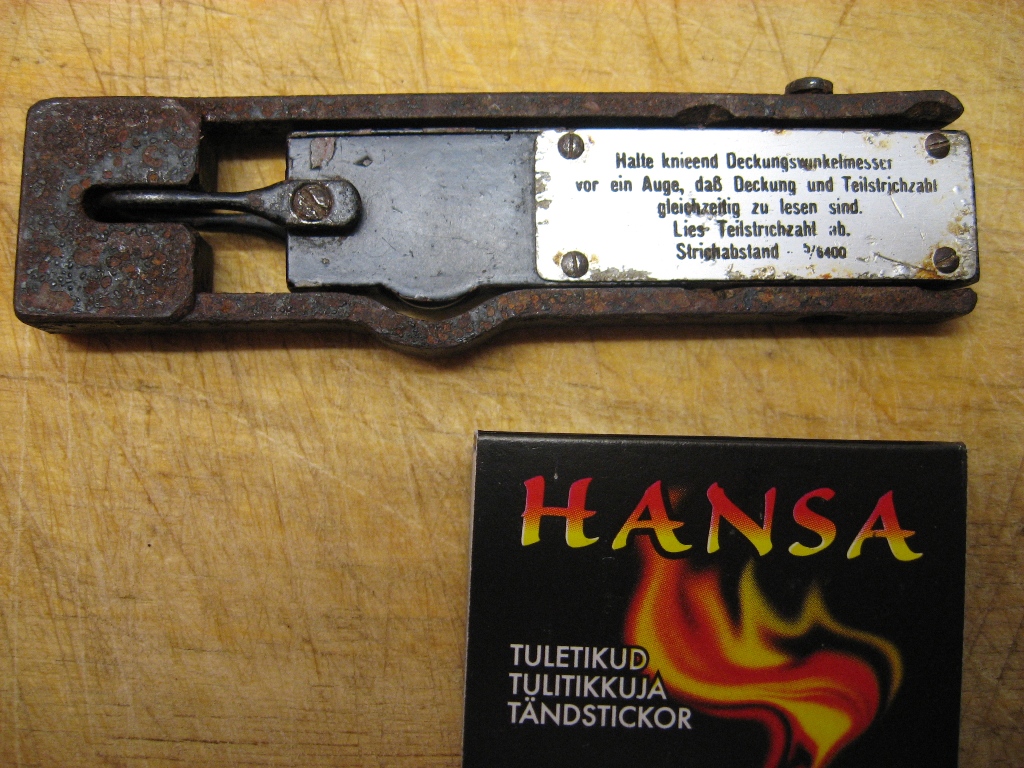 Halte knieend Deckungswinkelmesser
vor ein Auge, daß Deckung und Teilstrichzahl
gleichzeitig zu lesen sind.
Lies Teilstrichzahl ab.
Strichabstand /6400
HANSA
TULETIKUD
TULITIKKUJA
TÄNDSTICKOR